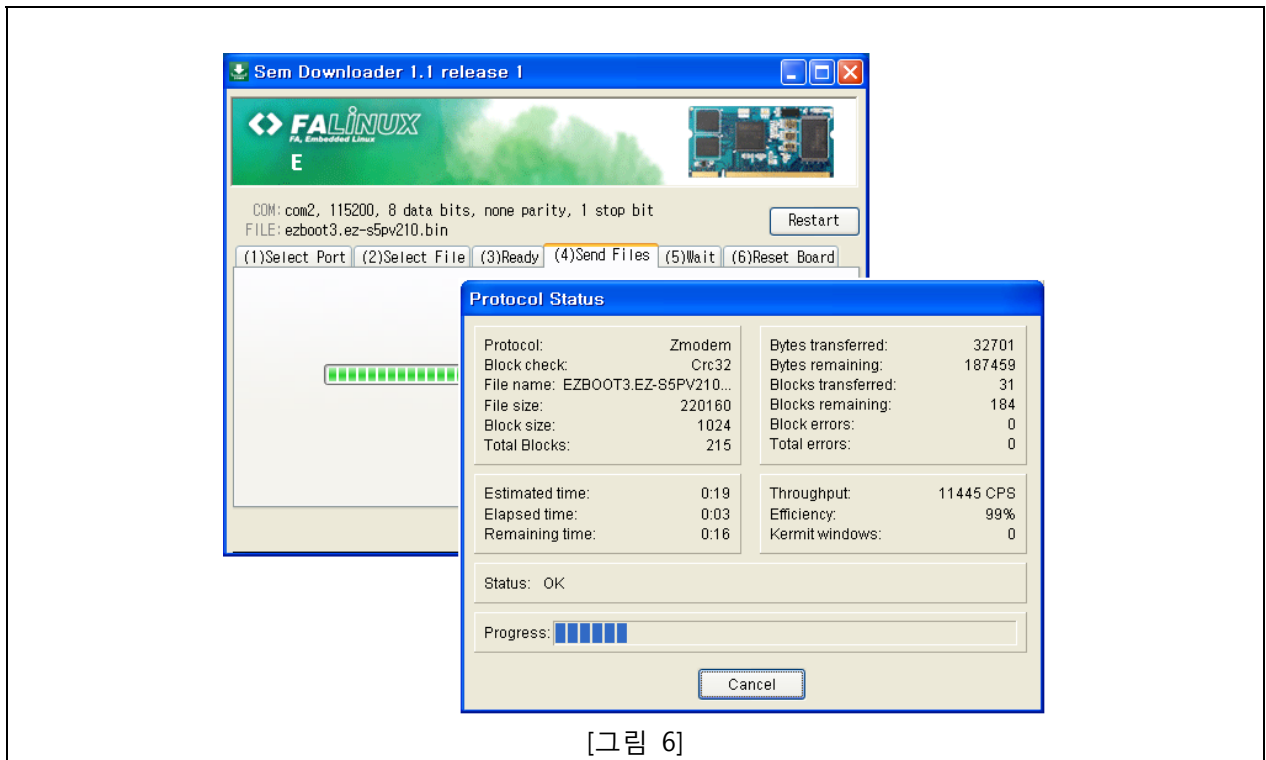 Sem Downloader 1.1 release 1
FALinux
FA, Embedded Linux
E
COM: com2, 115200, 8 data bits, none parity, 1 stop bit
FILE: ezboot3.ez-s5pv210.bin
Restart
(1)Select Port (2)Select File (3)Ready (4)Send Files (5)Wait (6)Reset Board
Protocol Status
Protocol: Zmodem
Block check: Crc32
File name: EZBOOT3.EZ-S5PV210...
File size: 220160
Block size: 1024
Total Blocks: 215
Bytes transferred: 32701
Bytes remaining: 187459
Blocks transferred: 31
Blocks remaining: 184
Block errors: 0
Total errors: 0
Estimated time: 0:19
Elapsed time: 0:03
Remaining time: 0:16
Throughput: 11445 CPS
Efficiency: 99%
Kermit windows: 0
Status: OK
Progress:
Cancel
[그림 6]